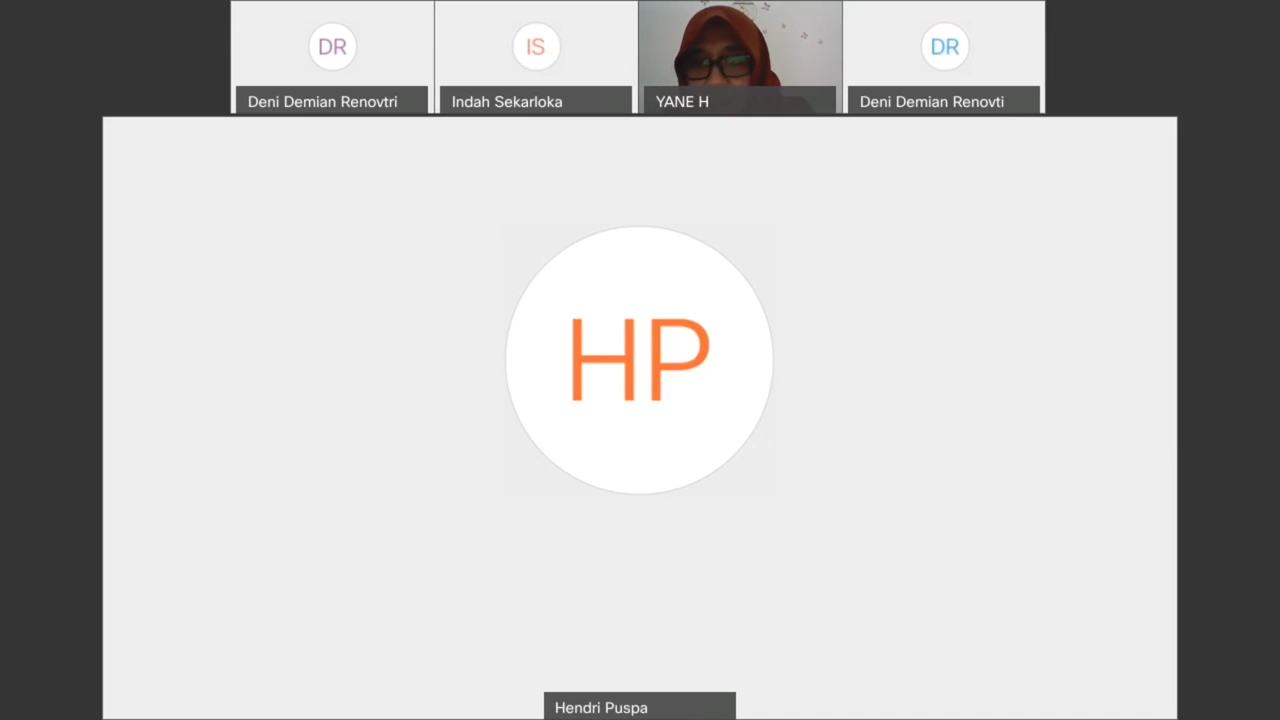 DR
IS
DR
Deni Demian Renovtri
Indah Sekarloka
YANE H
Deni Demian Renovti
HP
Hendri Puspa